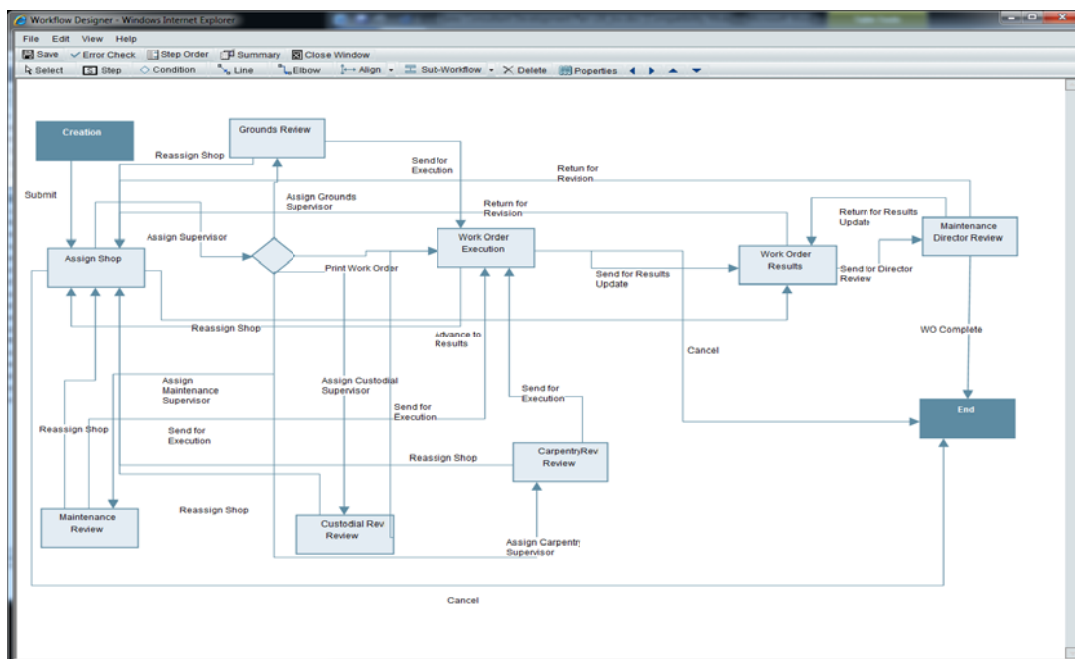 Workflow Designer - Windows Internet Explorer
File Edit View Help
Save Error Check Step Order Summary Close Window
Select Step Condition Line Elbow Align Sub-Workflow Delete Poperties
Creation
Grounds Review
Reassign Shop
Send for
Execution
Retun for
Revision
Submit
Assign Grounds
Supervisor
Return for
Revision
Return for Results
Update
Maintenance
Director Review
Assign Supervisor
Work Order
Execution
Assign Shop
Work Order
Results
Print Work Order
Send for Results
Update
Send for Director
Review
Reassign Shop
Advance to
Results
WO Complete
Cancel
Assign
Maintenance
Supervisor
Assign Custodial
Supervisor
Send for
Execution
Send for
Execution
End
Reassign Shop
Send for
Execution
Reassign Shop
CarpentryRev
Review
Maintenance
Review
Reassign Shop
Custodial Rev
Review
Assign Carpentry
Supervisor
Cancel